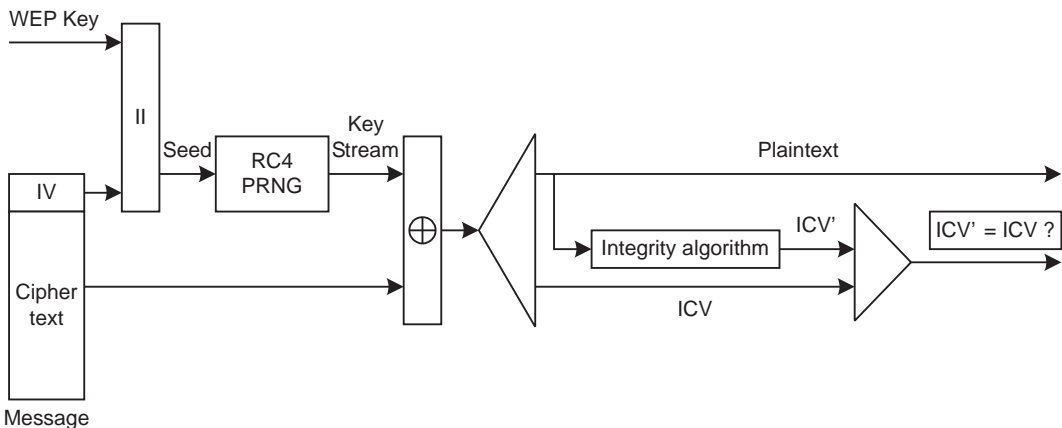 WEP Key
II
Seed
RC4
PRNG
Key
Stream
Plaintext
IV
ICV'
ICV' = ICV ?
Integrity algorithm
Cipher
text
ICV
Message